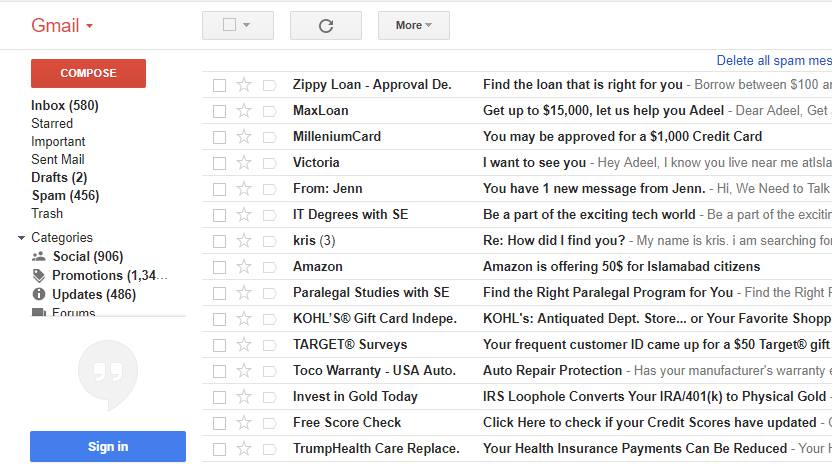 Gmail
More
Delete all spam mes
COMPOSE
Inbox (580)
Starred
Important
Sent Mail
Drafts (2)
Spam (456)
Trash
Categories
Social (906)
Promotions (1,34...
Updates (486)
Forums
Sign in
Zippy Loan - Approval De. Find the loan that is right for you - Borrow between $100 an
MaxLoan Get up to $15,000, let us help you Adeel - Dear Adeel, Get
MilleniumCard You may be approved for a $1,000 Credit Card
Victoria I want to see you - Hey Adeel, I know you live near me atIsla
From: Jenn You have 1 new message from Jenn. - Hi, We Need to Talk
IT Degrees with SE Be a part of the exciting tech world - Be a part of the excitin
kris (3) Re: How did I find you? - My name is kris. i am searching fo
Amazon Amazon is offering 50$ for Islamabad citizens
Paralegal Studies with SE Find the Right Paralegal Program for You - Find the Right
KOHL'S® Gift Card Indepe. KOHL's: Antiquated Dept. Store... or Your Favorite Shopp
TARGET® Surveys Your frequent customer ID came up for a $50 Target® gift
Toco Warranty - USA Auto. Auto Repair Protection - Has your manufacturer's warranty e
Invest in Gold Today IRS Loophole Converts Your IRA/401(k) to Physical Gold -
Free Score Check Click Here to check if your Credit Scores have updated -
TrumpHealth Care Replace. Your Health Insurance Payments Can Be Reduced - Your